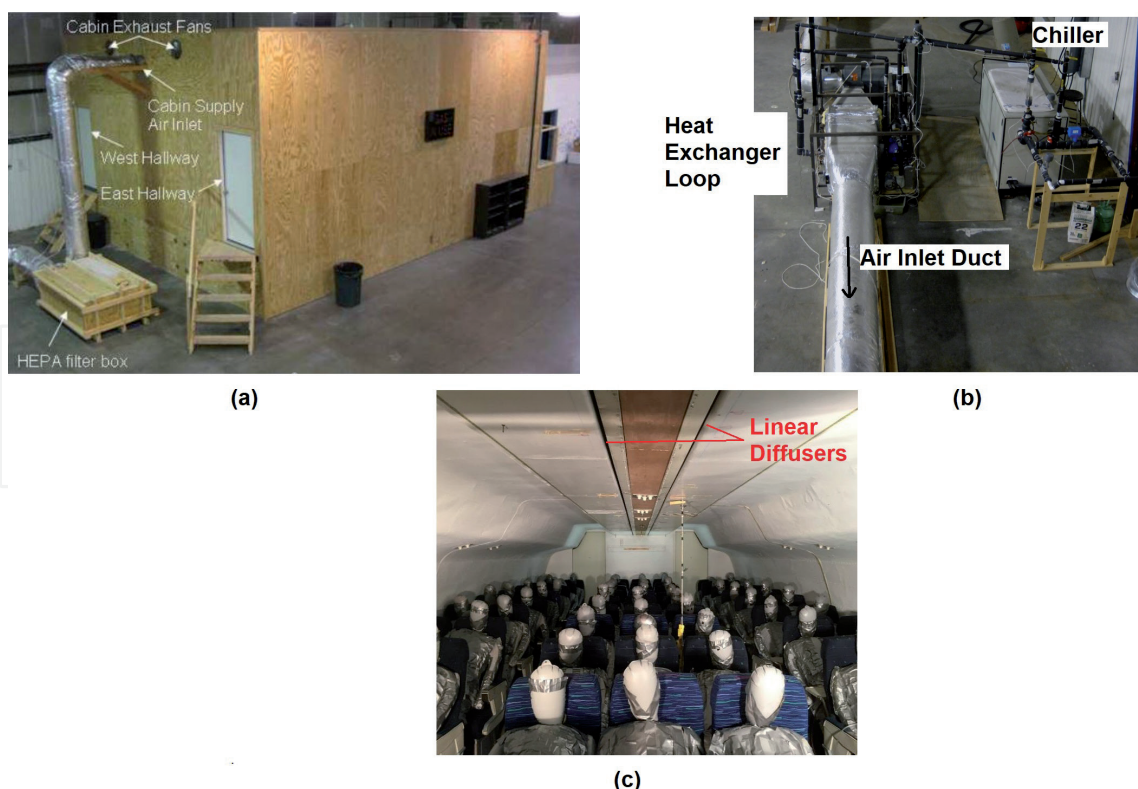 Cabin Exhaust Fans
Cabin Supply
Air Inlet
West Hallway
East Hallway
HEPA filter box
(a)
Chiller
Heat
Exchanger
Loop
Air Inlet Duct
22
(b)
Linear
Diffusers
(c)